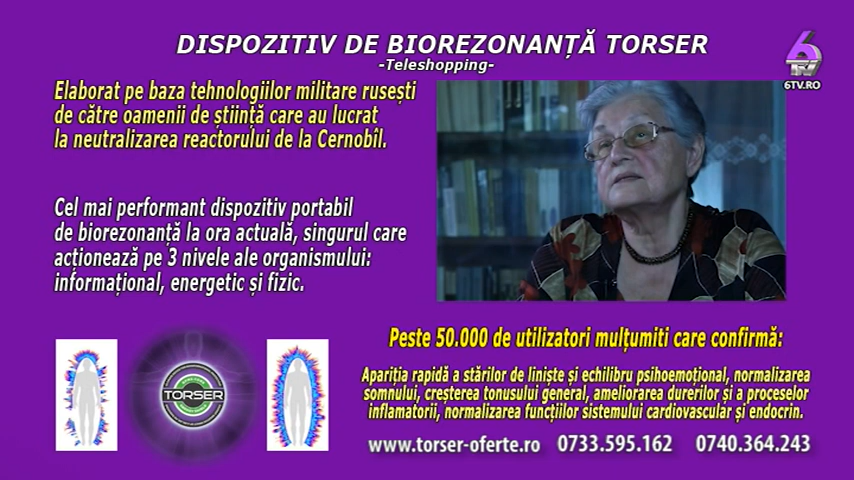 DISPOZITIV DE BIOREZONANȚĂ TORSER
-Teleshopping-
6
TV
6TV.RO
Elaborat pe baza tehnologiilor militare rusești
de către oamenii de știință care au lucrat
la neutralizarea reactorului de la Cernobîl.
Cel mai performant dispozitiv portabil
de biorezonanță la ora actuală, singurul care
acționează pe 3 nivele ale organismului:
informațional, energetic și fizic.
TORSER
Peste 50.000 de utilizatori mulțumiti care confirmă:
Apariția rapidă a stărilor de liniște și echilibru psihoemoțional, normalizarea
somnului, creșterea tonusului general, ameliorarea durerilor și a proceselor
inflamatorii, normalizarea funcțiilor sistemului cardiovascular și endocrin.
www.torser-oferte.ro 0733.595.162 0740.364.243